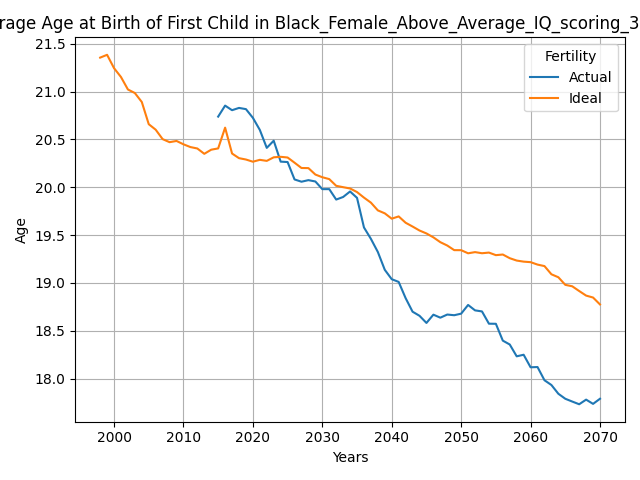 rage Age at Birth of First Child in Black_Female_Above_Average_IQ_scoring_3
Fertility
Actual
Ideal
21.5
21.0
20.5
20.0
19.5
19.0
18.5
18.0
Age
2000 2010 2020 2030 2040 2050 2060 2070
Years